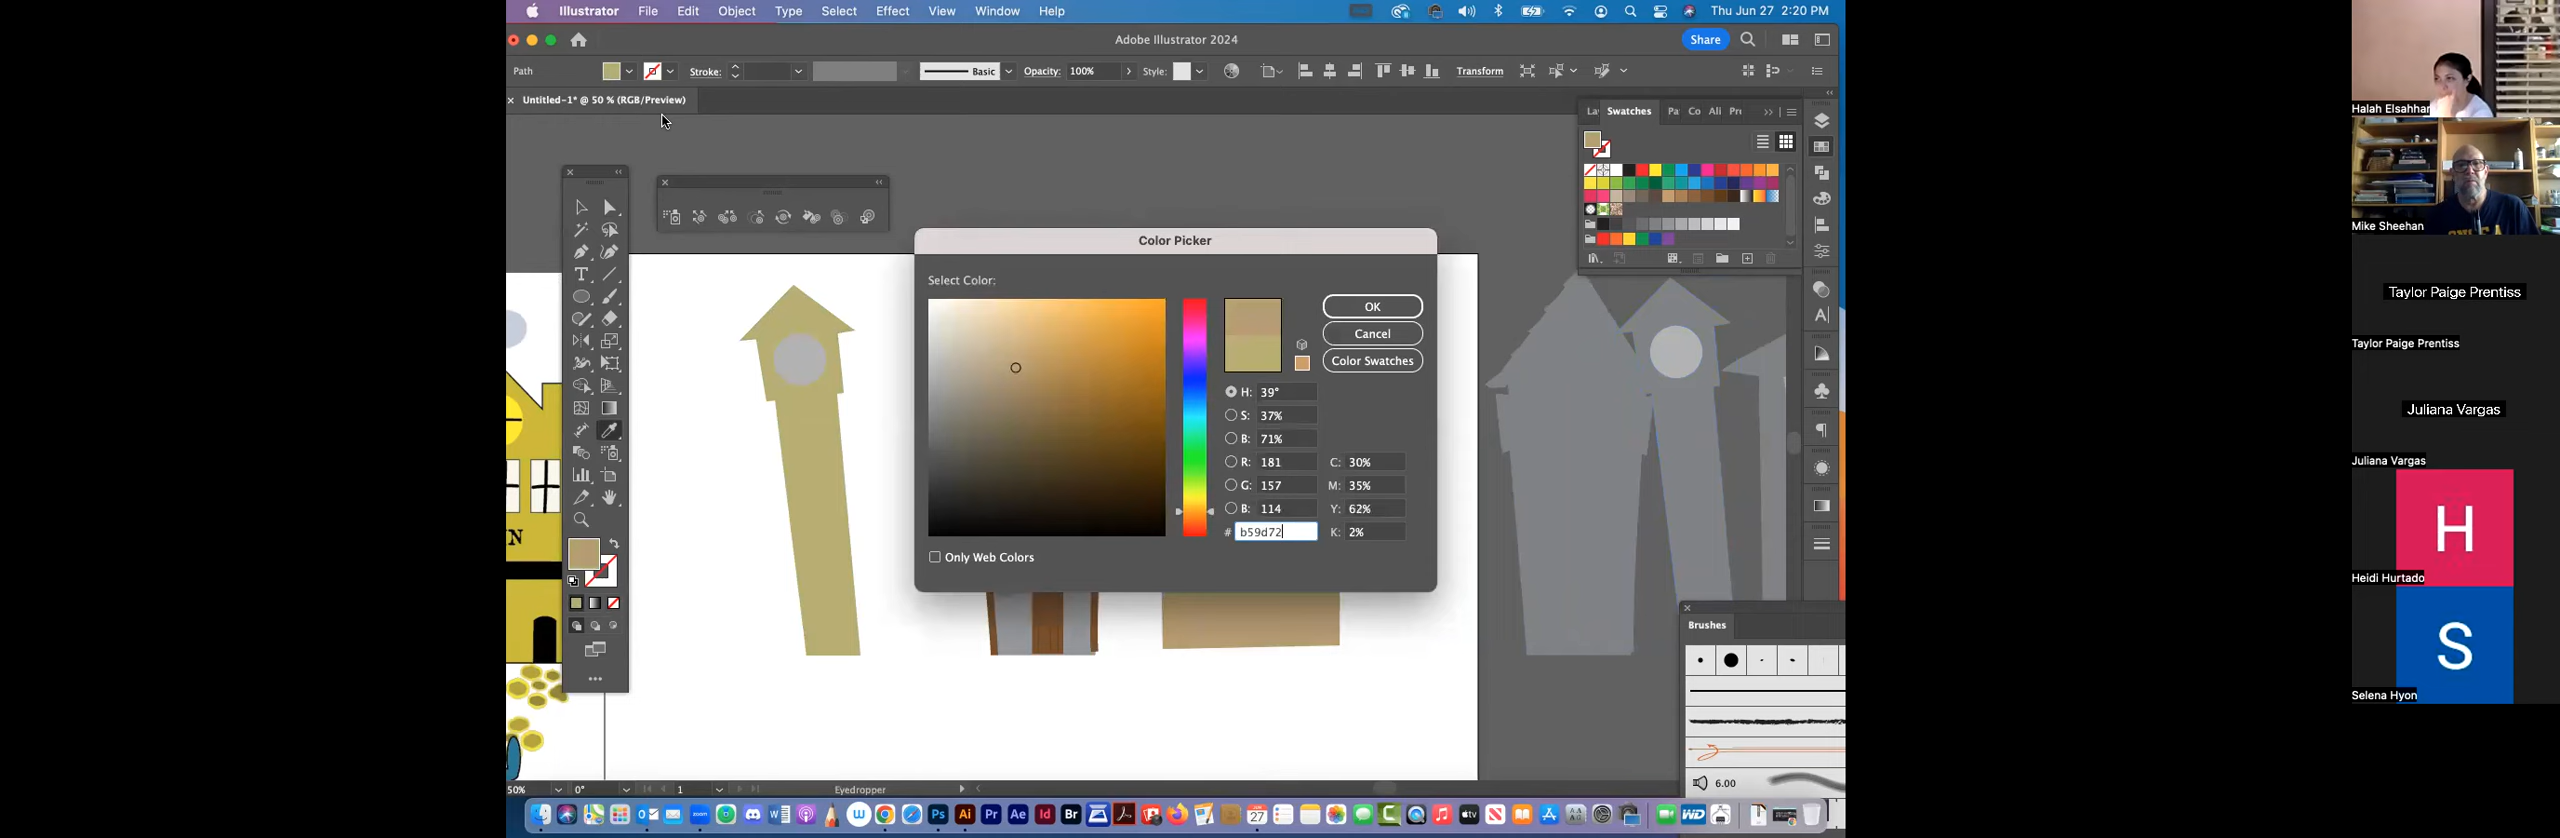 Illustrator File Edit Object Type Select Effect View Window Help
Thu Jun 27 2:20 PM
Adobe Illustrator 2024
Share
Path
Stroke:
Basic
Opacity: 100%
Style:
Transform
Untitled-1* @ 50 % (RGB/Preview)
Swatches
Color Picker
Select Color:
OK
Cancel
Color Swatches
H: 39°
S: 37%
B: 71%
R: 181
G: 157
B: 114
# b59d72
C: 30%
M: 35%
Y: 62%
K: 2%
Only Web Colors
Brushes
6.00
50%
0°
1
Eyedropper
Halah Elsahhar
Mike Sheehan
Taylor Paige Prentiss
Taylor Paige Prentiss
Juliana Vargas
Juliana Vargas
H
Heidi Hurtado
S
Selena Hyon